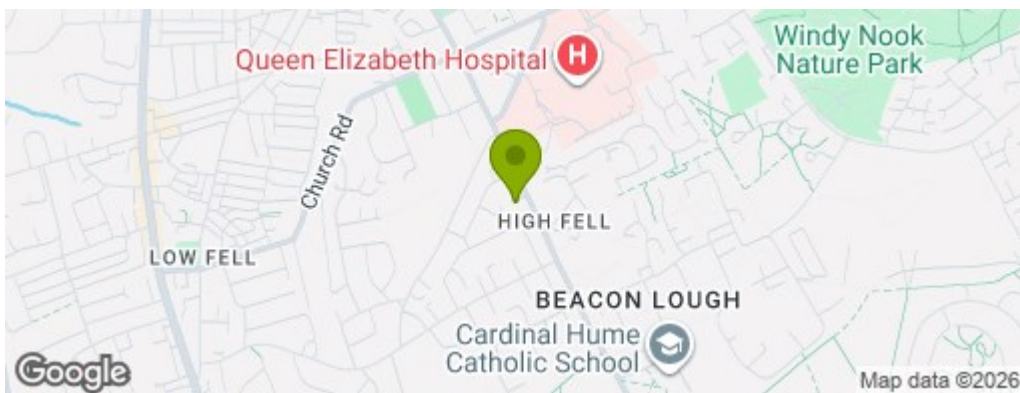 Queen Elizabeth Hospital
H
Windy Nook
Nature Park
Church Rd
HIGH FELL
LOW FELL
BEACON LOUGH
Cardinal Hume
Catholic School
Google
Map data ©2026